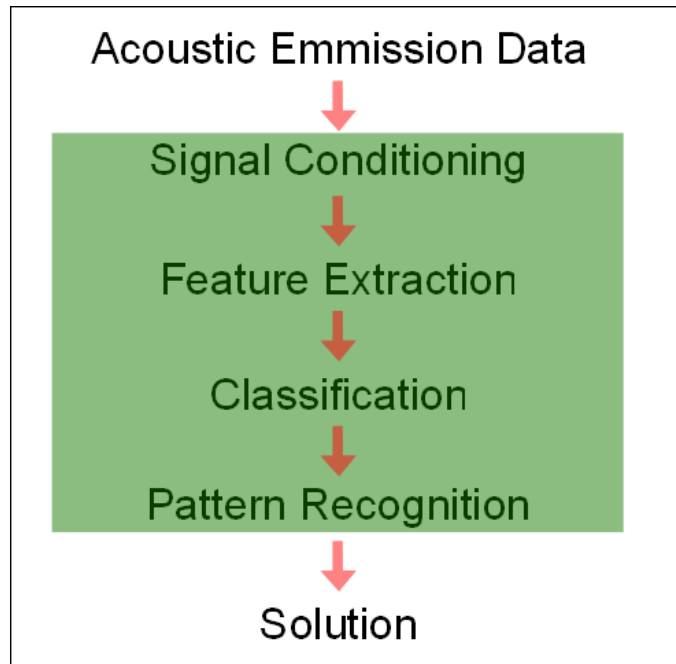 Acoustic Emmission Data
Signal Conditioning
Feature Extraction
Classification
Pattern Recognition
Solution